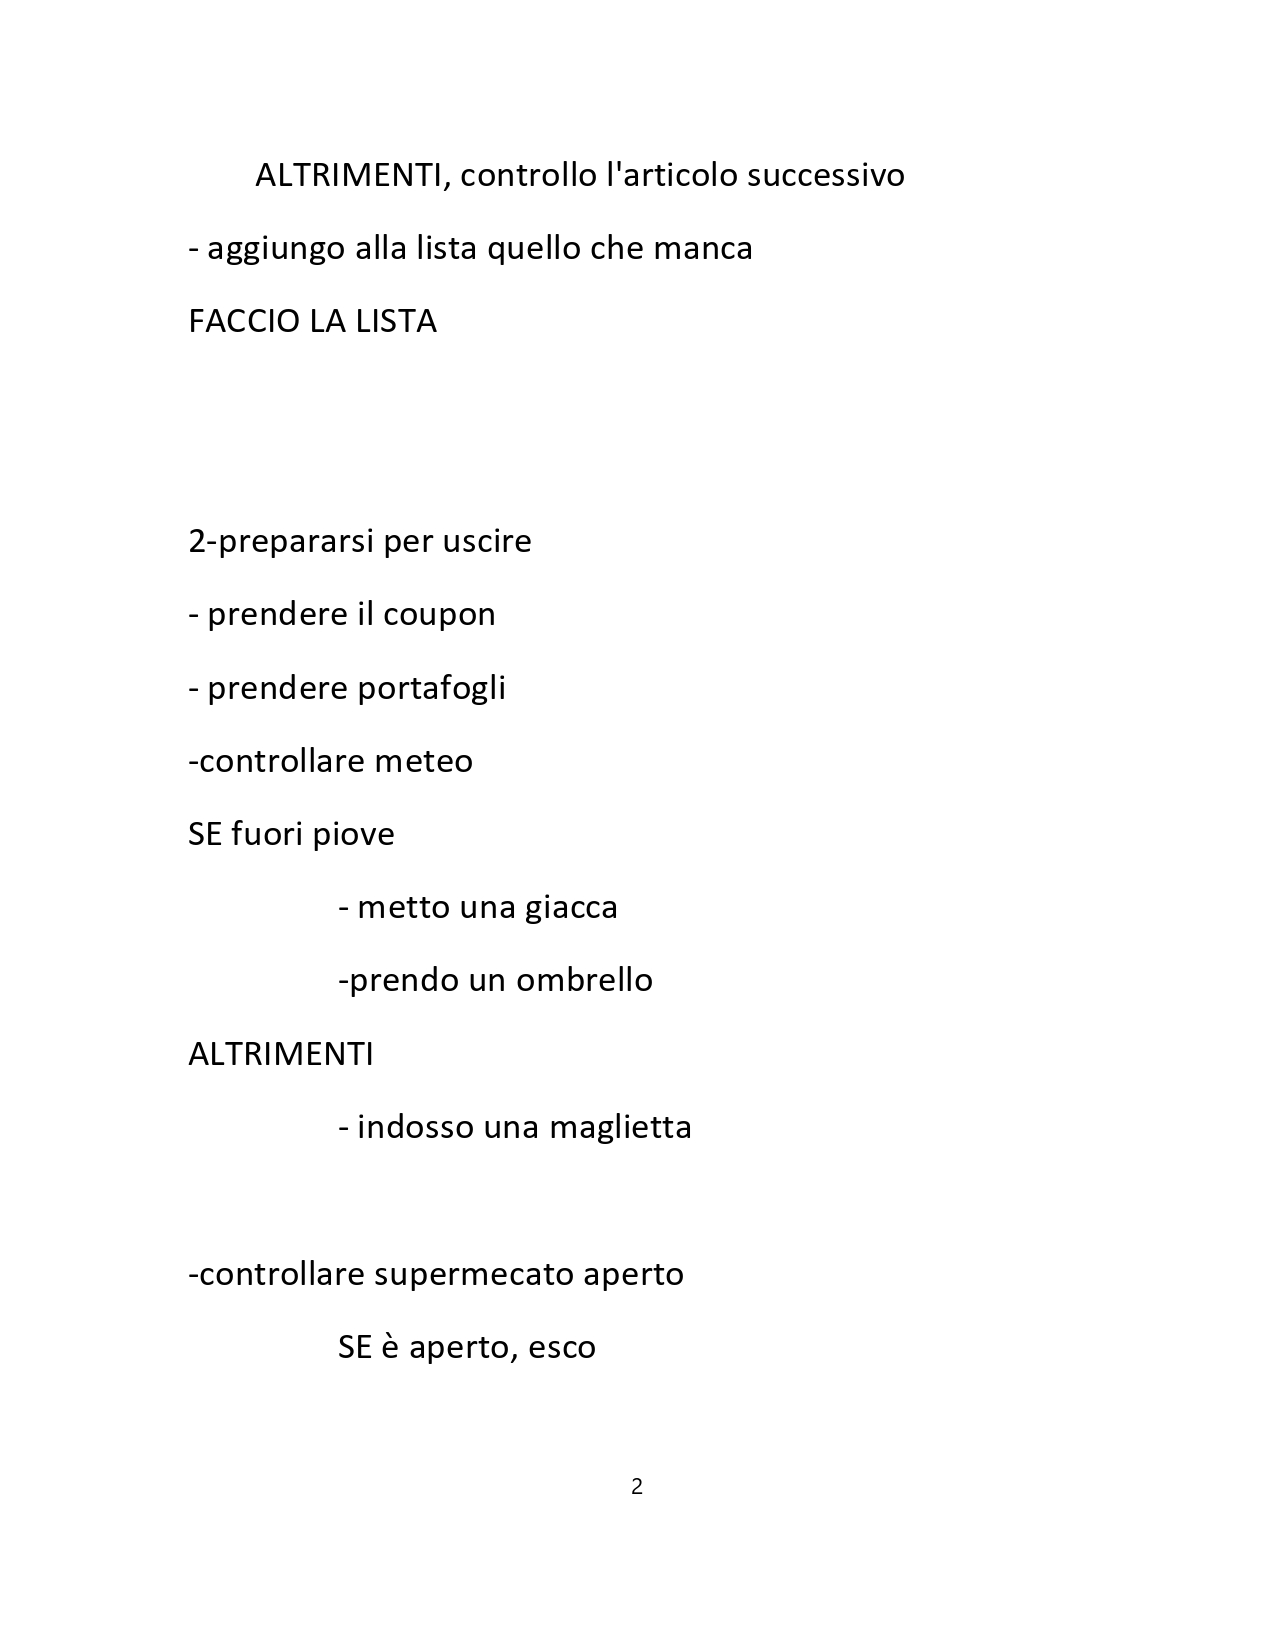 ALTRIMENTI, controllo l'articolo successivo
- aggiungo alla lista quello che manca
FACCIO LA LISTA
2-prepararsi per uscire
- prendere il coupon
- prendere portafogli
-controllare meteo
SE fuori piove
- metto una giacca
-prendo un ombrello
ALTRIMENTI
- indosso una maglietta
-controllare supermecato aperto
SE è aperto, esco
2